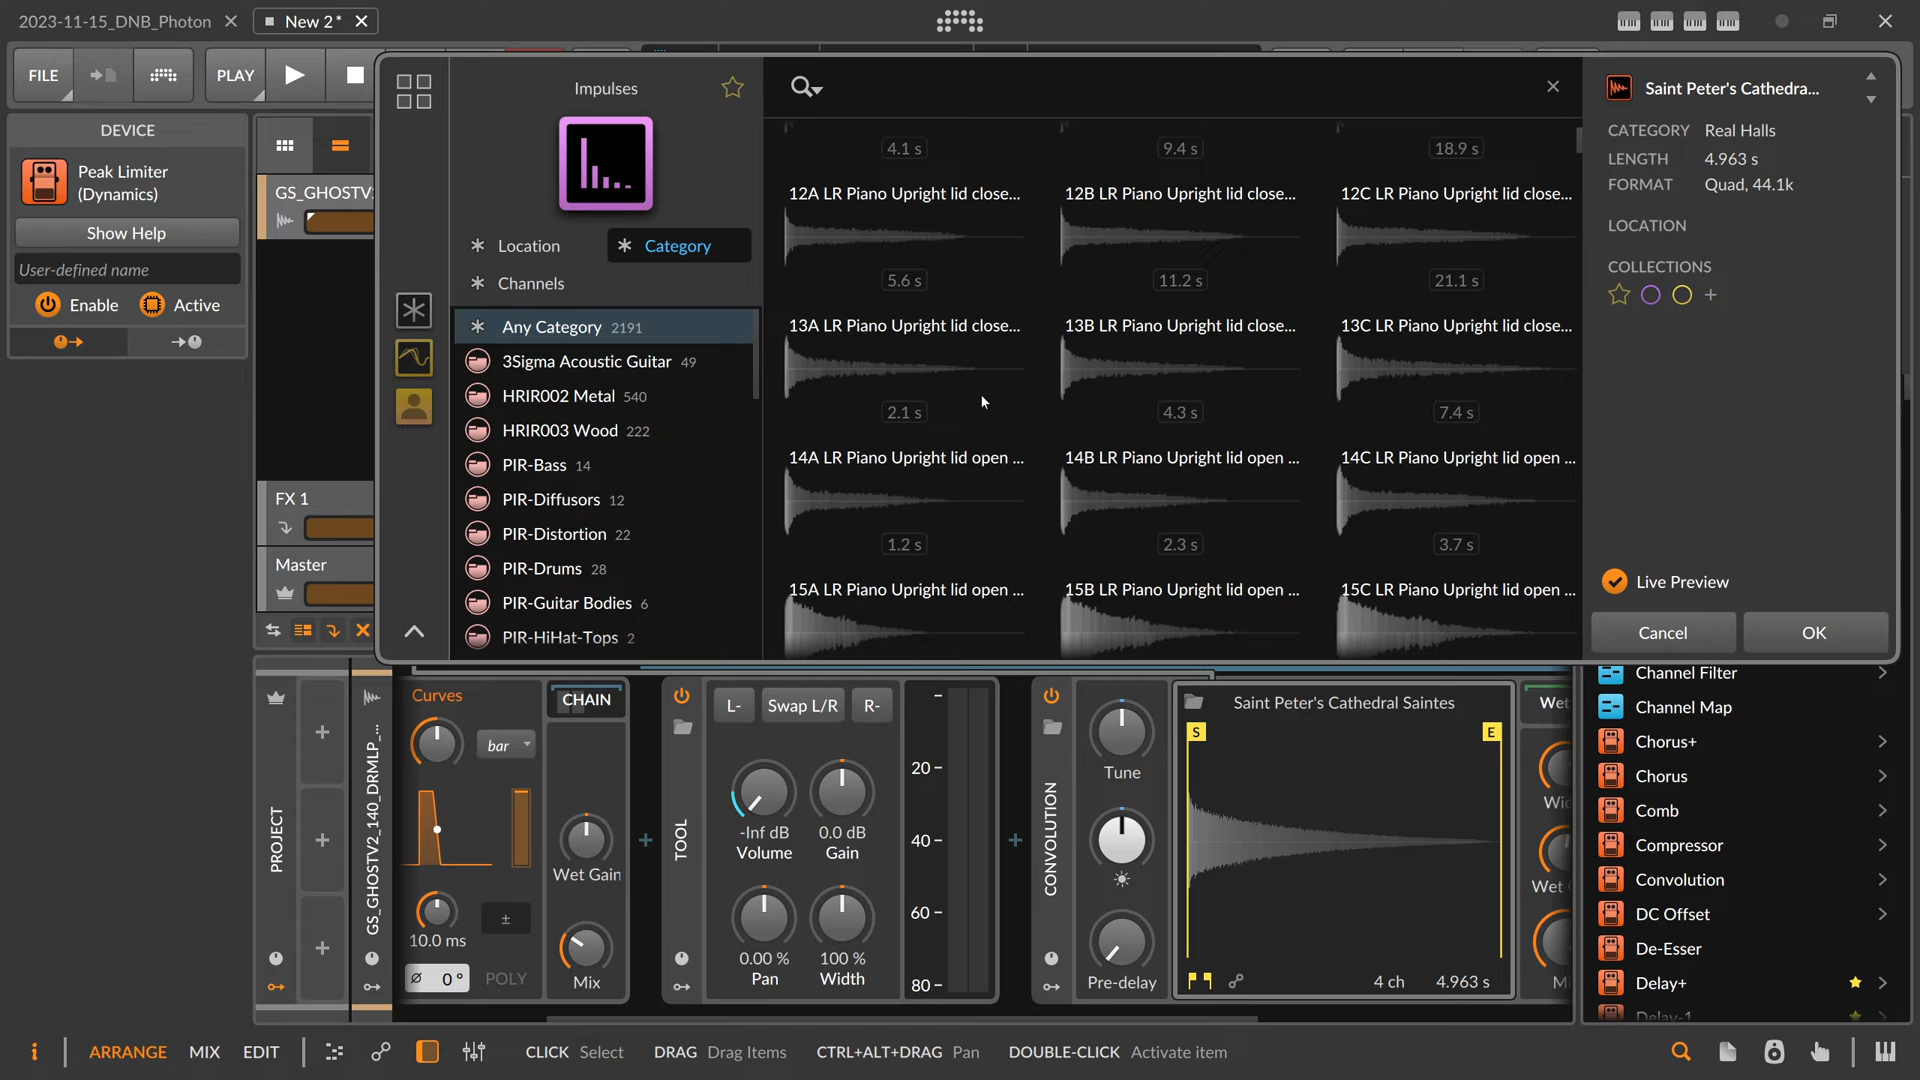 2023-11-15_DNB_Photon
New 2*
FILE
PLAY
DEVICE
Peak Limiter
(Dynamics)
Show Help
User-defined name
Enable
Active
GS_GHOSTV
FX 1
Master
Impulses
Location
Category
Channels
Any Category 2191
3Sigma Acoustic Guitar 49
HRIR002 Metal 540
HRIR003 Wood 222
PIR-Bass 14
PIR-Diffusors 12
PIR-Distortion 22
PIR-Drums 28
PIR-Guitar Bodies 6
PIR-HiHat-Tops 2
4.1 s
9.4 s
18.9 s
12A LR Piano Upright lid close...
12B LR Piano Upright lid close...
12C LR Piano Upright lid close...
5.6 s
11.2 s
21.1 s
13A LR Piano Upright lid close...
13B LR Piano Upright lid close...
13C LR Piano Upright lid close...
2.1 s
4.3 s
7.4 s
14A LR Piano Upright lid open ...
14B LR Piano Upright lid open ...
14C LR Piano Upright lid open ...
1.2 s
2.3 s
3.7 s
15A LR Piano Upright lid open ...
15B LR Piano Upright lid open ...
15C LR Piano Upright lid open ...
Saint Peter's Cathedra...
CATEGORY Real Halls
LENGTH 4.963 s
FORMAT Quad, 44.1k
LOCATION
COLLECTIONS
Live Preview
Cancel
OK
PROJECT
GS_GHOSTV2_140_DRMLP_...
Curves
bar
10.0 ms
±
Ø 0°
POLY
CHAIN
Wet Gain
Mix
TOOL
L-
Swap L/R
R-
-Inf dB
Volume
0.0 dB
Gain
0.00 %
Pan
100 %
Width
20
40
60
80
CONVOLUTION
Tune
Pre-delay
Saint Peter's Cathedral Saintes
S
E
4 ch
4.963 s
Wet
Channel Filter
Channel Map
Chorus+
Chorus
Comb
Compressor
Convolution
DC Offset
De-Esser
Delay+
Delay-1
i
ARRANGE
MIX
EDIT
CLICK Select
DRAG Drag Items
CTRL+ALT+DRAG Pan
DOUBLE-CLICK Activate item